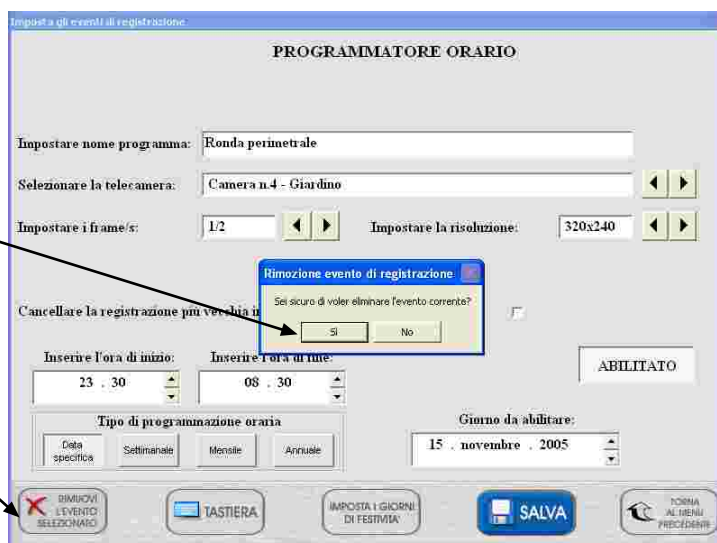 Imposta gli eventi di registrazione
PROGRAMMATORE ORARIO
Impostare nome programma: Ronda perimetrale
Selezionare la telecamera: Camera n.4 - Giardino
Impostare i frame/s: 1/2 Impostare la risoluzione: 320x240
Rimozione evento di registrazione
Sei sicuro di voler eliminare l'evento corrente?
Si No
Cancellare la registrazione più vecchia
Inserire l'ora di inizio: Inserire l'ora di fine:
23 . 30 08 . 30
ABILITATO
Tipo di programmazione oraria Giorno da abilitare:
Data specifica Settimanale Mensile Annuale
15 . novembre . 2005
RIMUOVI L'EVENTO SELEZIONATO
TASTIERA
IMPOSTA I GIORNI DI FESTIVITA'
SALVA
TORNA AL MENU PRECEDENTE